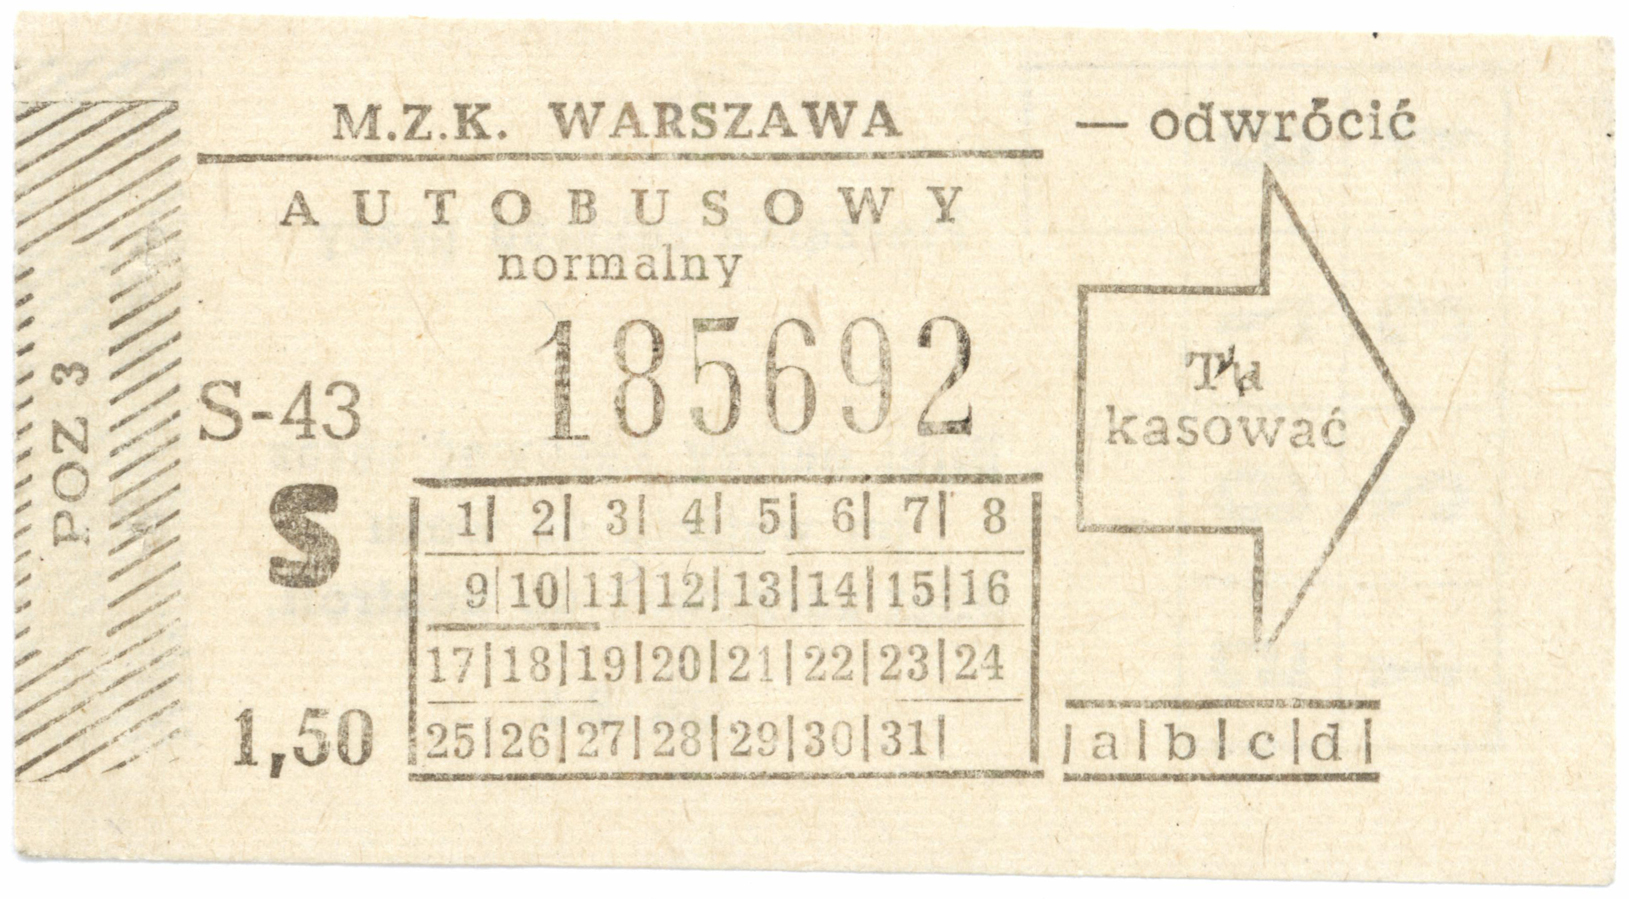 M.Z.K. WARSZAWA
— odwrócić
AUTOBUSOWY
normalny
185692
POZ 3
S-43
S
1,50
Tu
kasować
1| 2| 3| 4| 5| 6| 7| 8
9|10|11|12|13|14|15|16
17|18|19|20|21|22|23|24
25|26|27|28|29|30|31|
|a|b|c|d|